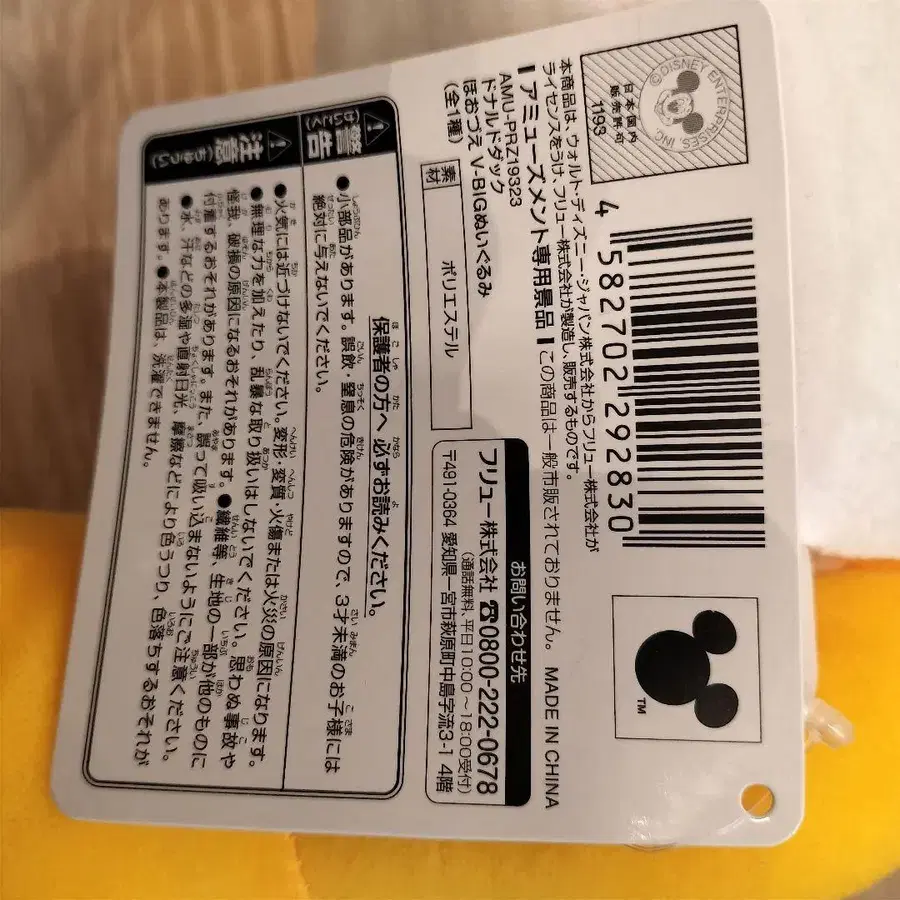 ©DISNEY ENTERPRISES, INC.
日本国内
販売許可
1193
4 582702 292830
本商品は、ウォルト・ディズニー・ジャパン株式会社からフリュー株式会社が
ライセンスをうけ、フリュー株式会社が製造し、販売するものです。
アミューズメント専用景品 この商品は一般市販されておりません。 MADE IN CHINA
AMU-PRZ19323
ドナルドダック
ほおづえ V-BIGぬいぐるみ
(全1種)
素材
ポリエステル
お問い合わせ先
フリュー株式会社 ☎0800-222-0678
(通話無料、平日10:00~18:00受付)
〒491-0364 愛知県一宮市萩原町中島字流3-1 4階
TM
警告
(けいこく)
保護者の方へ 必ずお読みください。
●小部品があります。誤飲・窒息の危険がありますので、3才未満のお子様には
絶対に与えないでください。
注意
(ちゅうい)
●火気には近づけないでください。変形・変質・火傷または火災の原因になります。
●無理な力を加えたり、乱暴な取り扱いはしないでください。思わぬ事故や
怪我、破損の原因になるおそれがあります。●繊維等、生地の一部が他のものに
付着するおそれがあります。また、誤って吸い込まないようにご注意ください。
●水、汗などの多湿や直射日光、摩擦などにより色うつり、色落ちするおそれが
あります。●本製品は、洗濯できません。